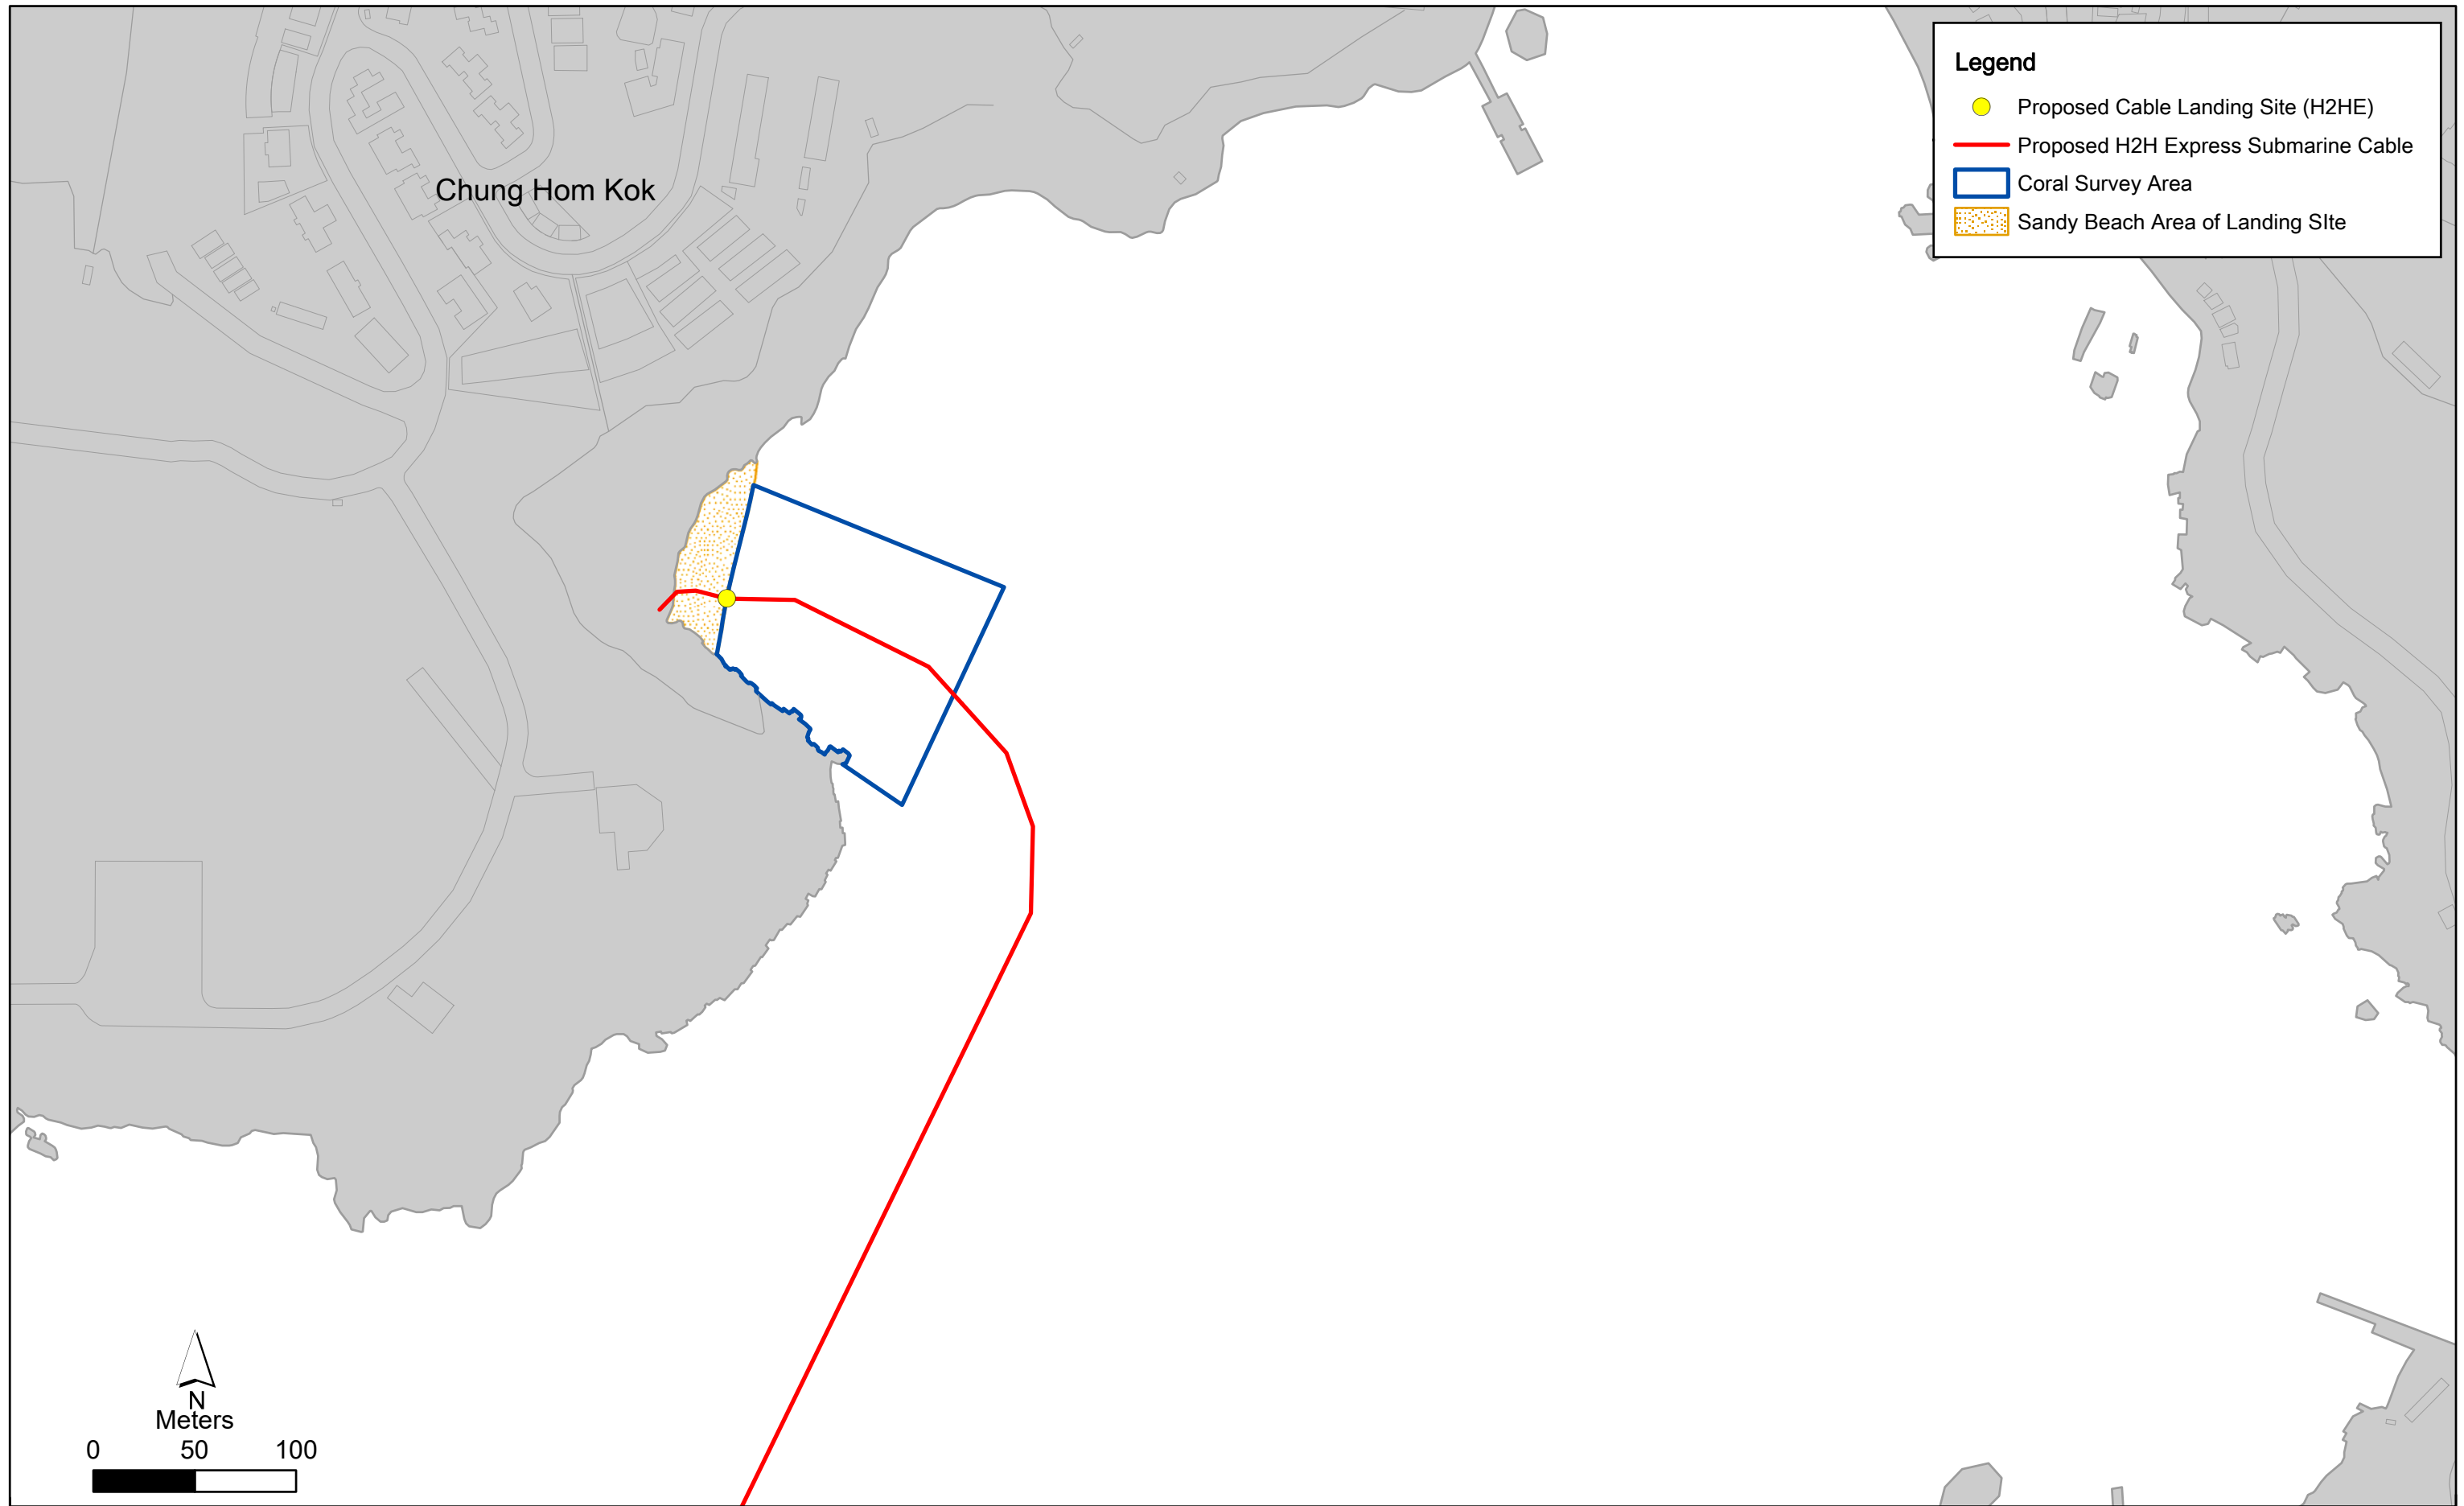 Legend
Proposed Cable Landing Site (H2HE)
Proposed H2H Express Submarine Cable
Coral Survey Area
Sandy Beach Area of Landing SIte
Chung Hom Kok
N
Meters
0 50 100